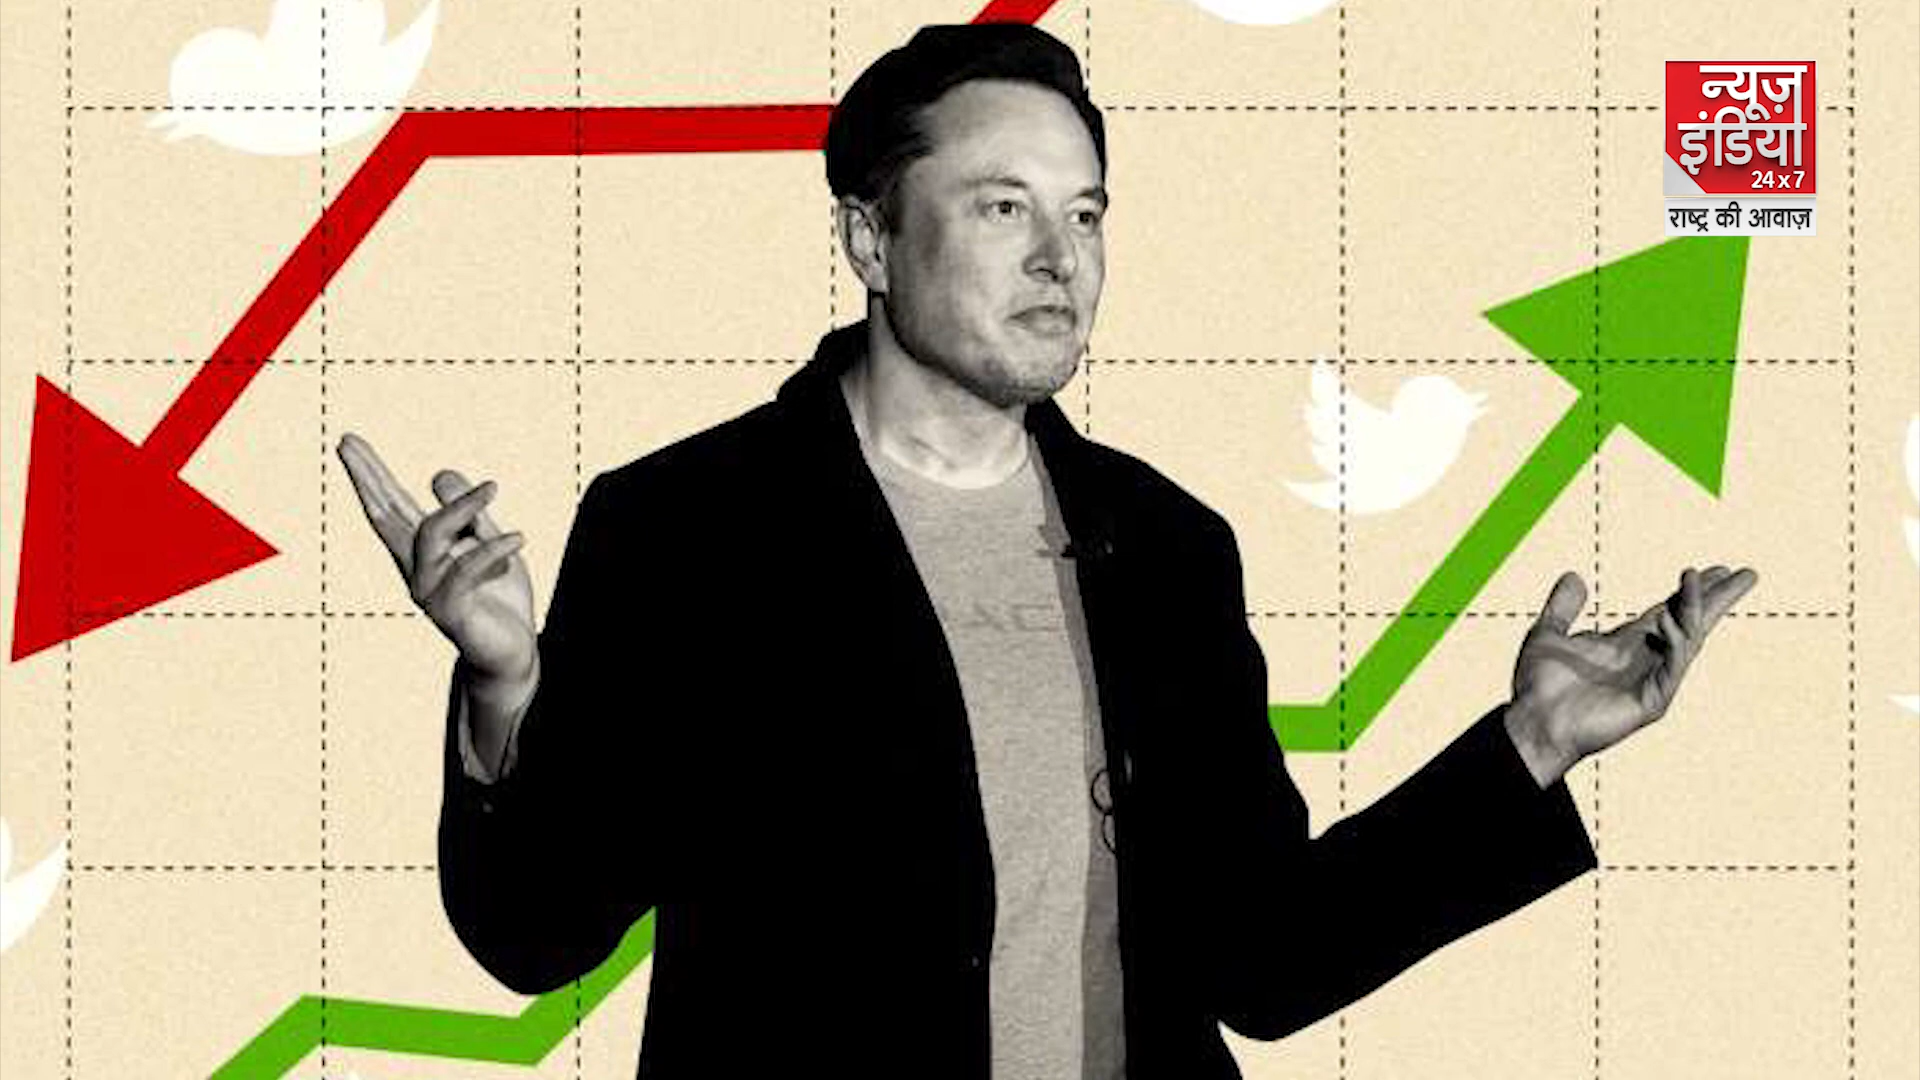 न्यूज़
इंडिया
24x7
राष्ट्र की आवाज़